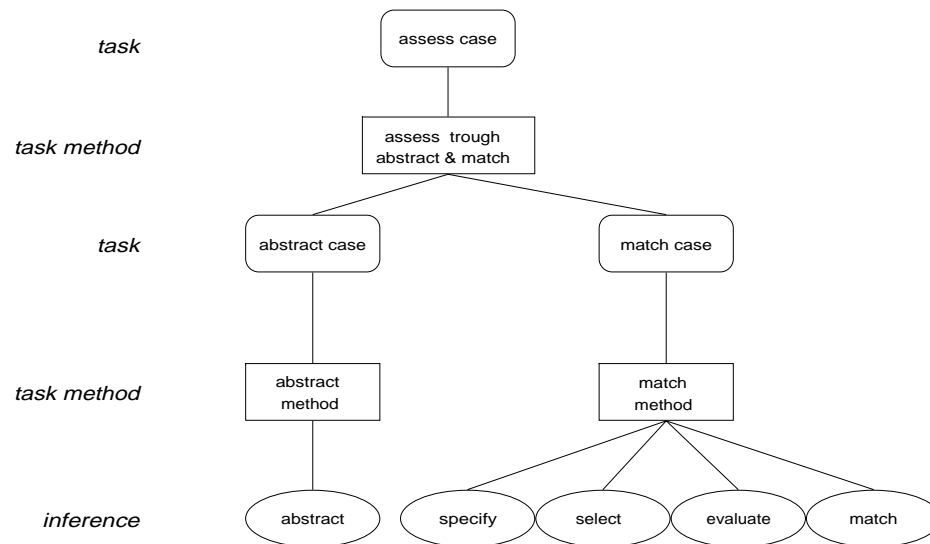 task
assess case
task method
assess trough
abstract & match
task
abstract case
match case
task method
abstract
method
match
method
inference
abstract
specify
select
evaluate
match